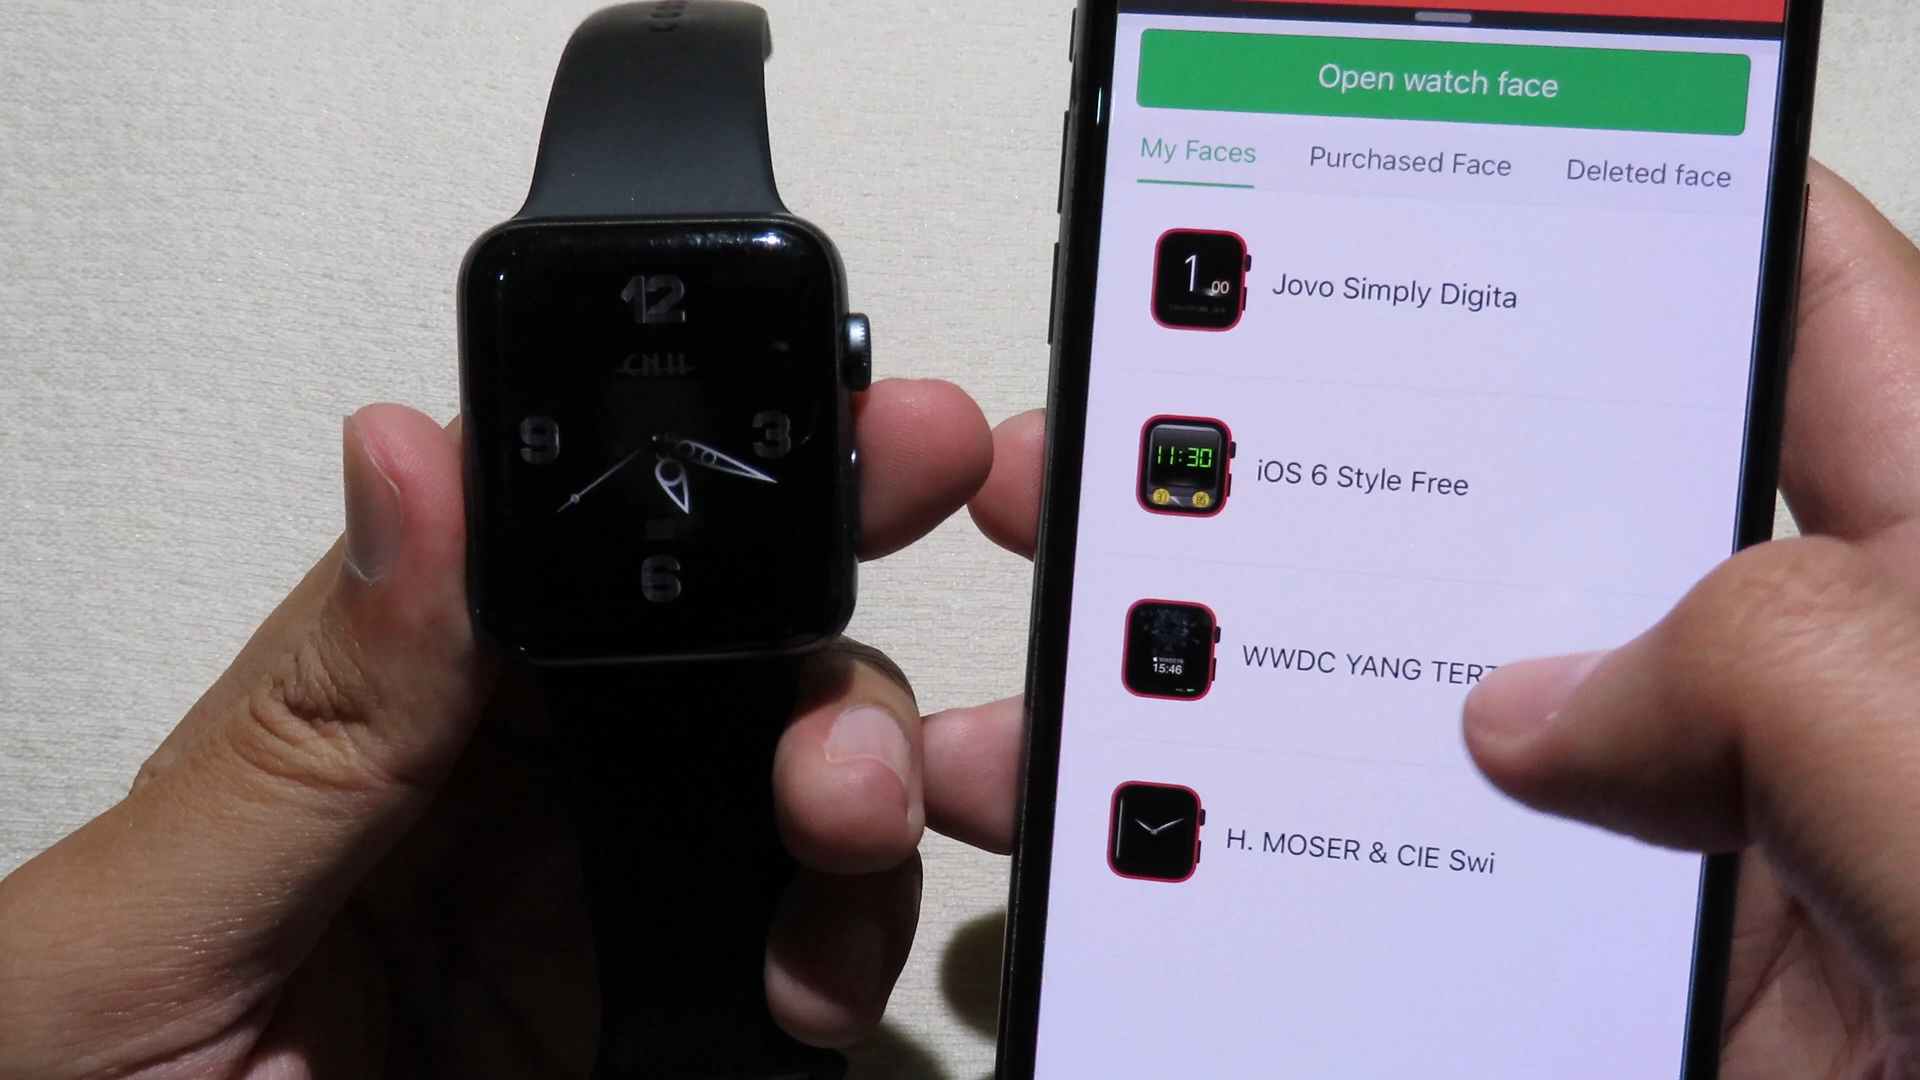 12
9
3
6
Open watch face
My Faces
Purchased Face
Deleted face
1
00
Jovo Simply Digita
11:30
31
iOS 6 Style Free
15:46
WWDC YANG TER
H. MOSER & CIE Swi